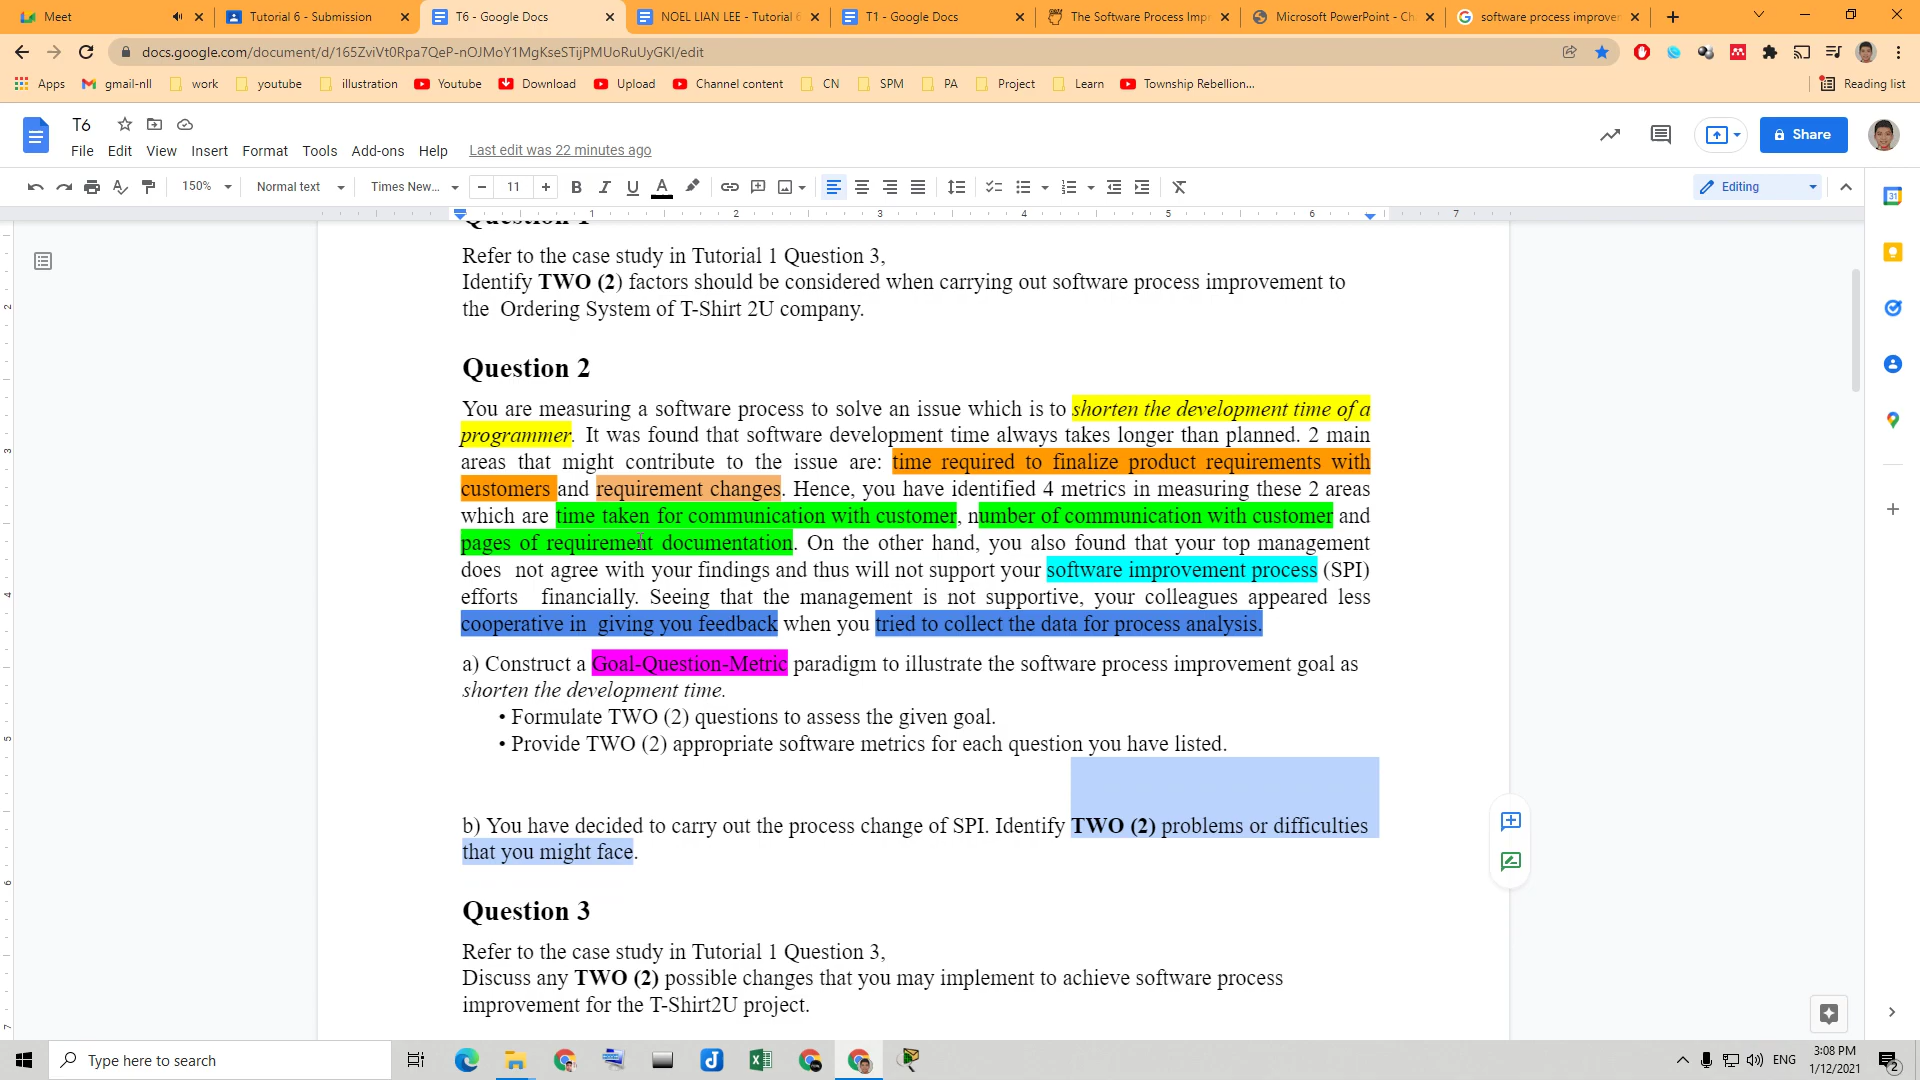 Meet
Tutorial 6 - Submission
T6 - Google Docs
NOEL LIAN LEE - Tutorial 6
T1 - Google Docs
The Software Process Imp
Microsoft PowerPoint - Ch
software process improve
docs.google.com/document/d/165ZviVt0Rpa7QeP-nOJMoY1MgKseSTijPMUoRuUyGKI/edit
Apps
gmail-nll
work
youtube
illustration
Youtube
Download
Upload
Channel content
CN
SPM
PA
Project
Learn
Township Rebellion...
Reading list
T6
File Edit View Insert Format Tools Add-ons Help Last edit was 22 minutes ago
Share
150% Normal text Times New... 11 Editing
1 2 3 4 5 6 7
Question 1
Refer to the case study in Tutorial 1 Question 3,
Identify TWO (2) factors should be considered when carrying out software process improvement to
the Ordering System of T-Shirt 2U company.
Question 2
You are measuring a software process to solve an issue which is to shorten the development time of a
programmer. It was found that software development time always takes longer than planned. 2 main
areas that might contribute to the issue are: time required to finalize product requirements with
customers and requirement changes. Hence, you have identified 4 metrics in measuring these 2 areas
which are time taken for communication with customer, number of communication with customer and
pages of requirement documentation. On the other hand, you also found that your top management
does not agree with your findings and thus will not support your software improvement process (SPI)
efforts financially. Seeing that the management is not supportive, your colleagues appeared less
cooperative in giving you feedback when you tried to collect the data for process analysis.
a) Construct a Goal-Question-Metric paradigm to illustrate the software process improvement goal as
shorten the development time.
• Formulate TWO (2) questions to assess the given goal.
• Provide TWO (2) appropriate software metrics for each question you have listed.
b) You have decided to carry out the process change of SPI. Identify TWO (2) problems or difficulties
that you might face.
Question 3
Refer to the case study in Tutorial 1 Question 3,
Discuss any TWO (2) possible changes that you may implement to achieve software process
improvement for the T-Shirt2U project.
Type here to search
ENG
3:08 PM
1/12/2021
2